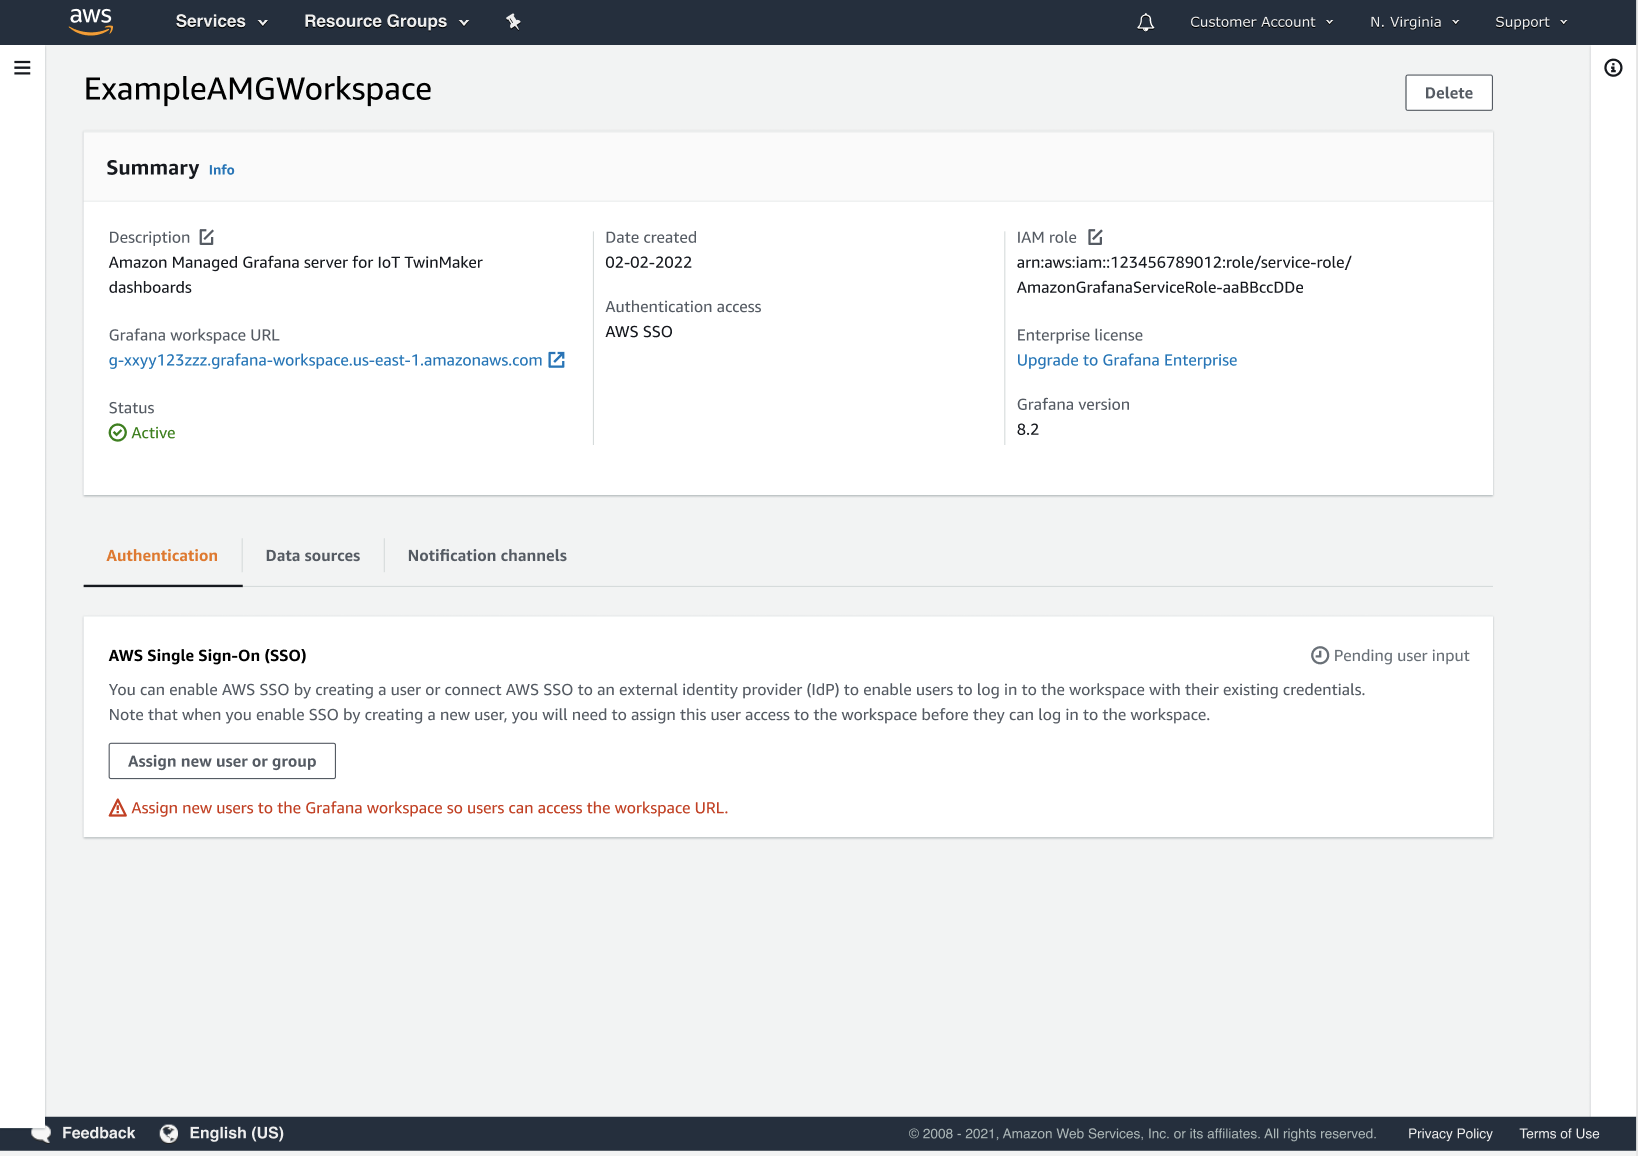 aws Services Resource Groups Customer Account N. Virginia Support
ExampleAMGWorkspace
Delete
Summary Info
Description
Amazon Managed Grafana server for IoT TwinMaker
dashboards
Grafana workspace URL
g-xxyy123zzz.grafana-workspace.us-east-1.amazonaws.com
Status
Active
Date created
02-02-2022
Authentication access
AWS SSO
IAM role
arn:aws:iam::123456789012:role/service-role/
AmazonGrafanaServiceRole-aaBBccDDe
Enterprise license
Upgrade to Grafana Enterprise
Grafana version
8.2
Authentication Data sources Notification channels
AWS Single Sign-On (SSO)
Pending user input
You can enable AWS SSO by creating a user or connect AWS SSO to an external identity provider (IdP) to enable users to log in to the workspace with their existing credentials.
Note that when you enable SSO by creating a new user, you will need to assign this user access to the workspace before they can log in to the workspace.
Assign new user or group
Assign new users to the Grafana workspace so users can access the workspace URL.
Feedback English (US) © 2008 - 2021, Amazon Web Services, Inc. or its affiliates. All rights reserved. Privacy Policy Terms of Use